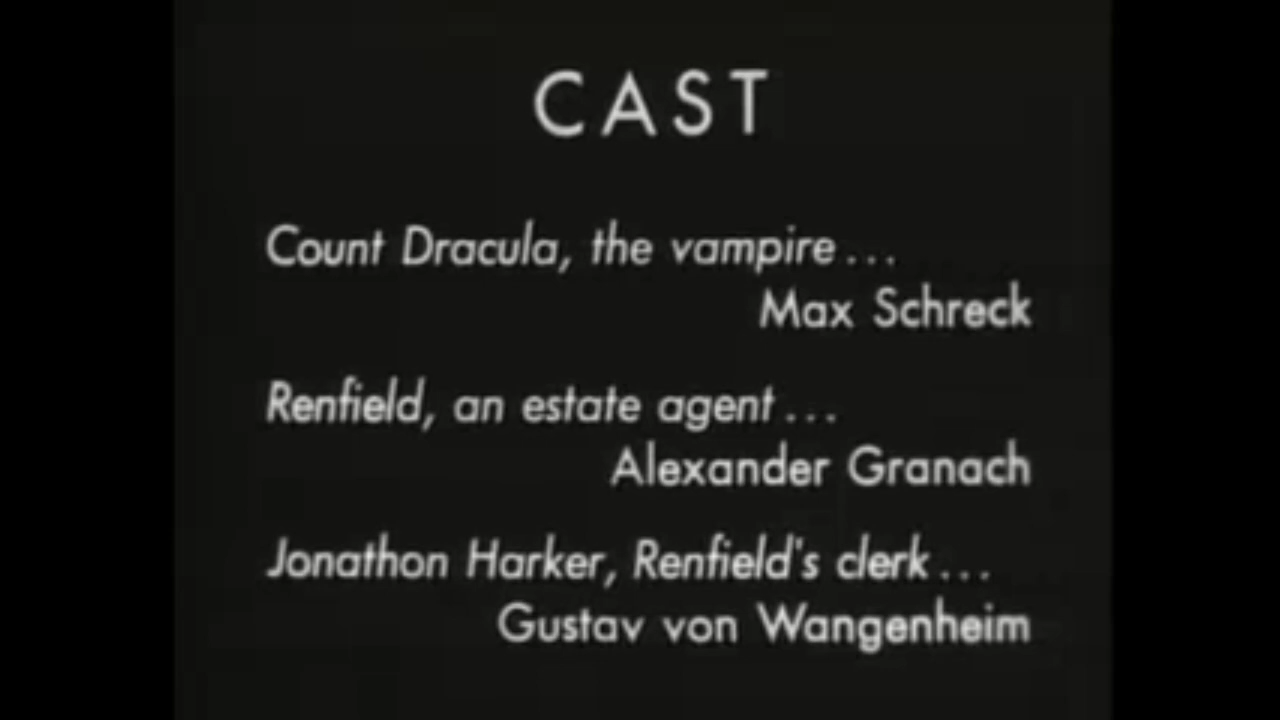 CAST
Count Dracula, the vampire...
Max Schreck
Renfield, an estate agent...
Alexander Granach
Jonathon Harker, Renfield's clerk...
Gustav von Wangenheim